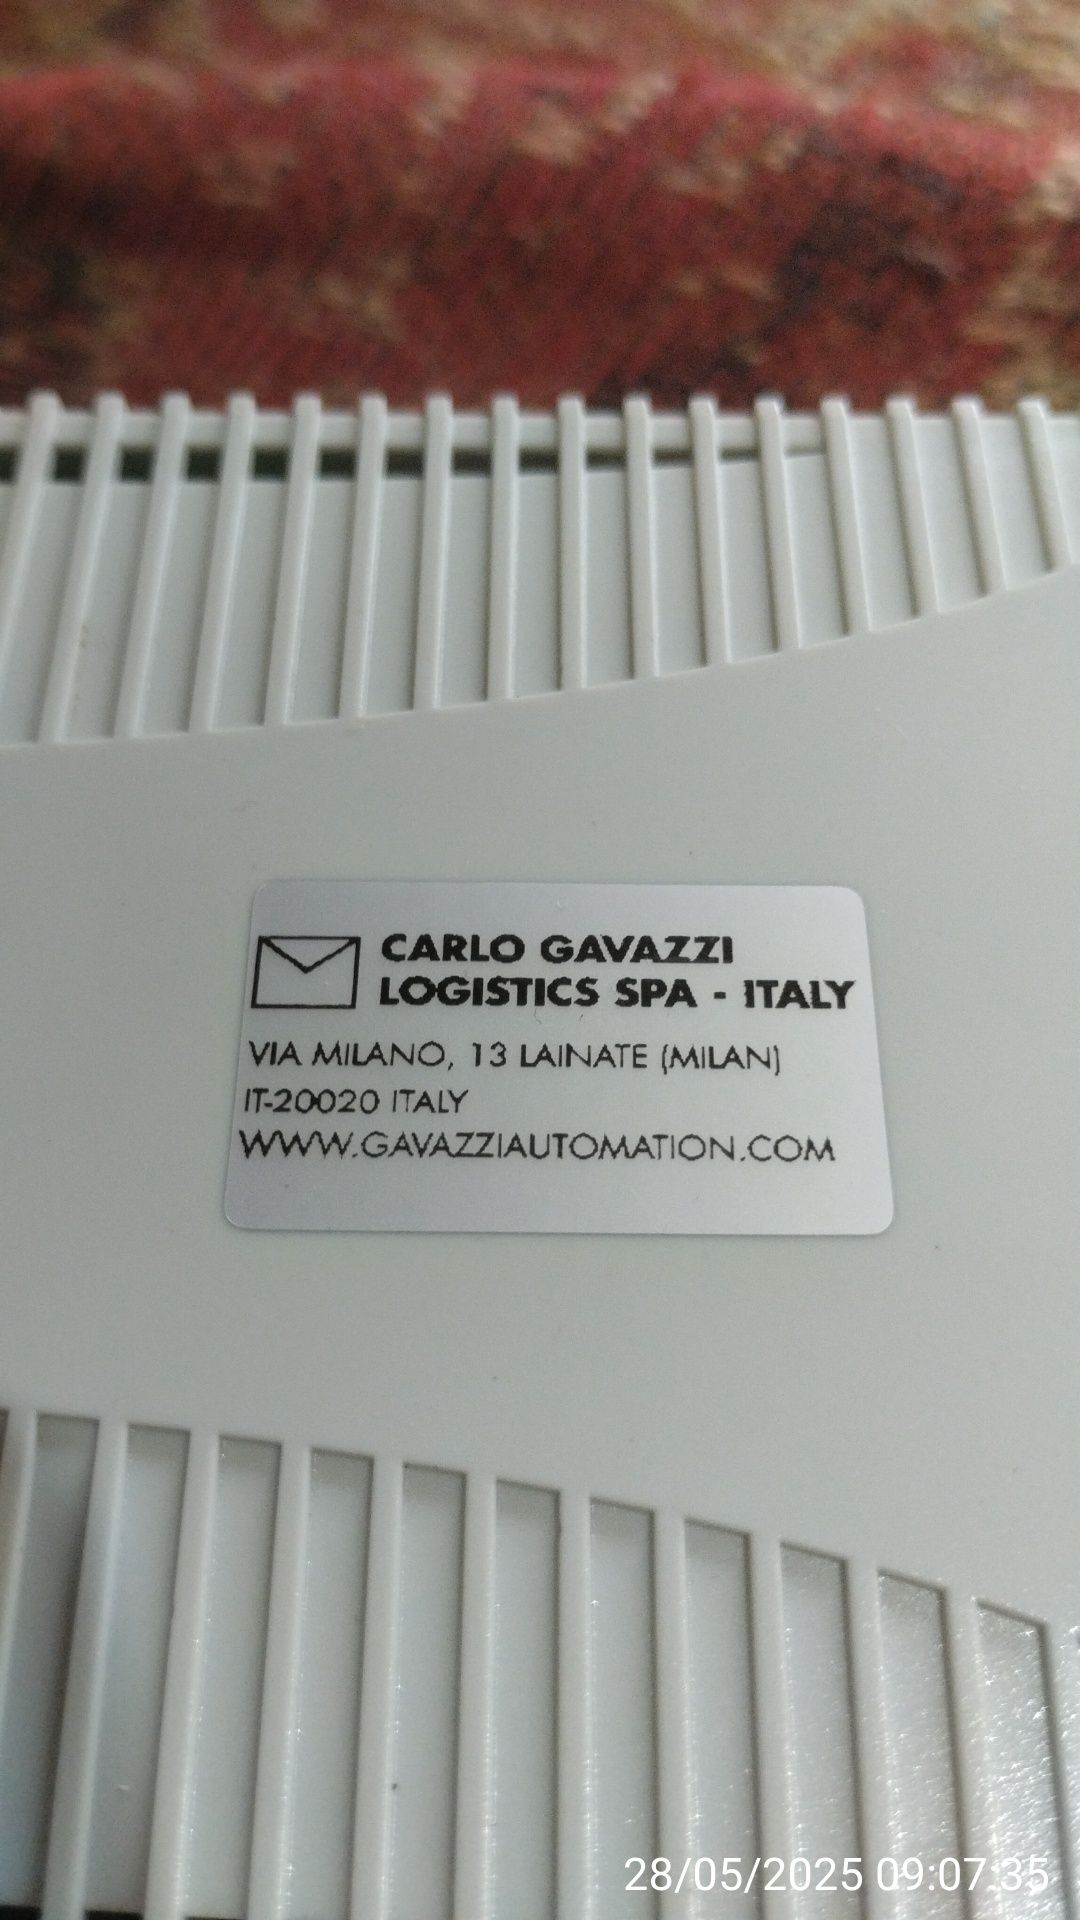 CARLO GAVAZZI
LOGISTICS SPA - ITALY
VIA MILANO, 13 LAINATE (MILAN)
IT-20020 ITALY
WWW.GAVAZZIAUTOMATION.COM
28/05/2025 09:07:35